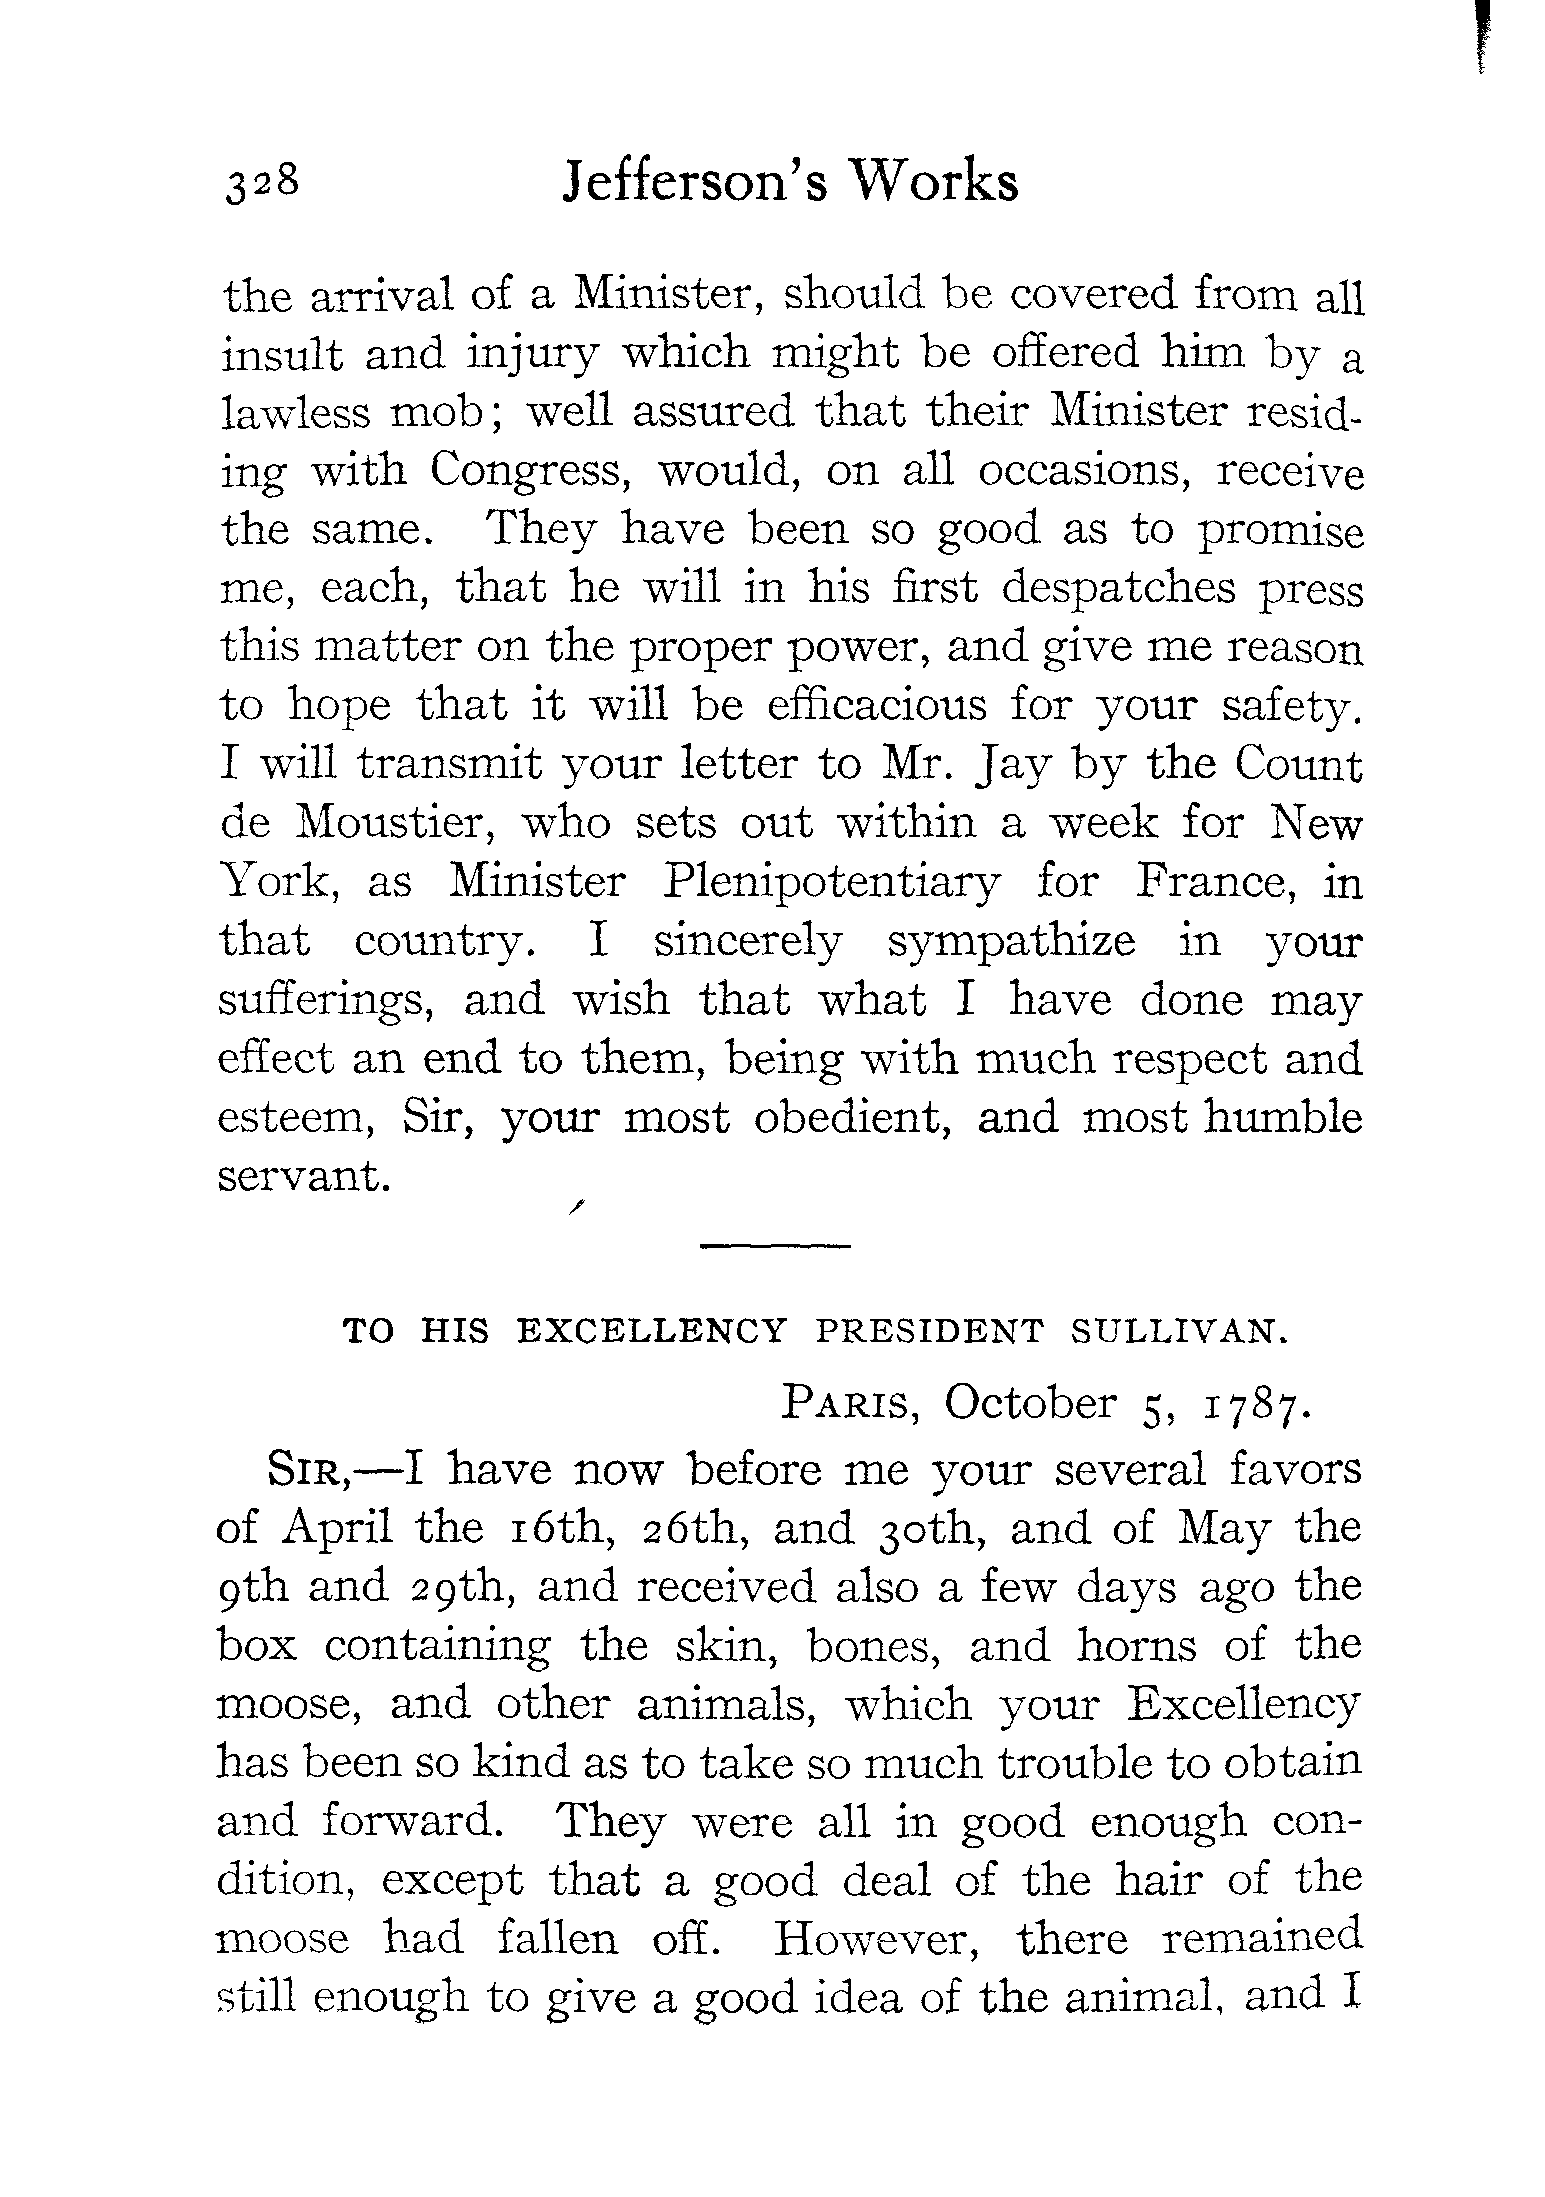 328 Jefferson's Works
the arrival of a Minister, should be covered from all
insult and injury which might be offered him by a
lawless mob; well assured that their Minister resid-
ing with Congress, would, on all occasions, receive
the same. They have been so good as to promise
me, each, that he will in his first despatches press
this matter on the proper power, and give me reason
to hope that it will be efficacious for your safety.
I will transmit your letter to Mr. Jay by the Count
de Moustier, who sets out within a week for New
York, as Minister Plenipotentiary for France, in
that country. I sincerely sympathize in your
sufferings, and wish that what I have done may
effect an end to them, being with much respect and
esteem, Sir, your most obedient, and most humble
servant.
TO HIS EXCELLENCY PRESIDENT SULLIVAN.
PARIS, October 5, 1787.
SIR,—I have now before me your several favors
of April the 16th, 26th, and 30th, and of May the
9th and 29th, and received also a few days ago the
box containing the skin, bones, and horns of the
moose, and other animals, which your Excellency
has been so kind as to take so much trouble to obtain
and forward. They were all in good enough con-
dition, except that a good deal of the hair of the
moose had fallen off. However, there remained
still enough to give a good idea of the animal, and I